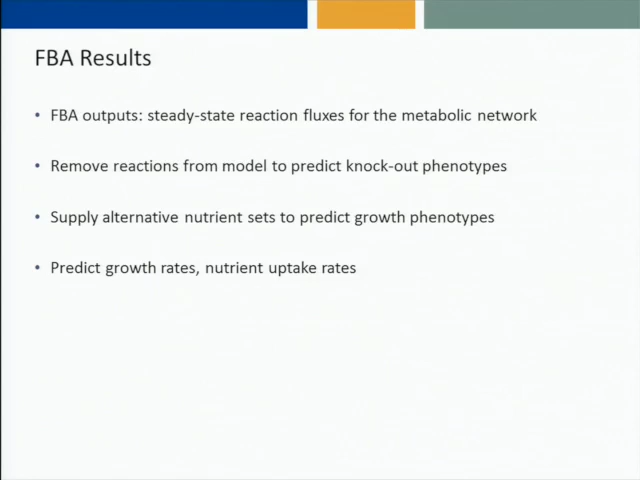 FBA Results
• FBA outputs: steady-state reaction fluxes for the metabolic network
• Remove reactions from model to predict knock-out phenotypes
• Supply alternative nutrient sets to predict growth phenotypes
• Predict growth rates, nutrient uptake rates